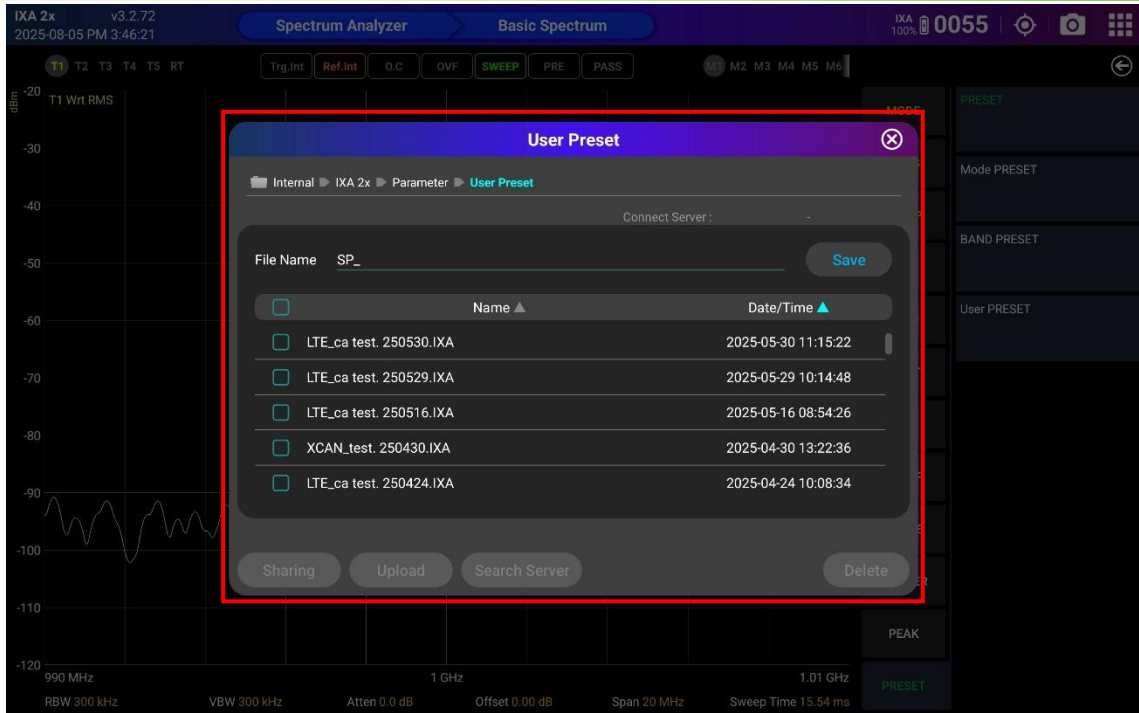 IXA 2x v3.2.72
2025-08-05 PM 3:46:21
Spectrum Analyzer
Basic Spectrum
IXA
100%
0055
T1 T2 T3 T4 T5 RT
Trg.Int Ref.Int O.C OVF SWEEP PRE PASS
M1 M2 M3 M4 M5 M6
dBm
-20
-30
-40
-50
-60
-70
-80
-90
-100
-110
-120
T1 Wrt RMS
MODE
User Preset
Internal IXA 2x Parameter User Preset
Connect Server : -
File Name SP_ Save
Name Date/Time
LTE_ca test. 250530.IXA 2025-05-30 11:15:22
LTE_ca test. 250529.IXA 2025-05-29 10:14:48
LTE_ca test. 250516.IXA 2025-05-16 08:54:26
XCAN_test. 250430.IXA 2025-04-30 13:22:36
LTE_ca test. 250424.IXA 2025-04-24 10:08:34
Sharing Upload Search Server Delete
PEAK
PRESET
PRESET
Mode PRESET
BAND PRESET
User PRESET
990 MHz 1 GHz 1.01 GHz
RBW 300 kHz VBW 300 kHz Atten 0.0 dB Offset 0.00 dB Span 20 MHz Sweep Time 15.54 ms